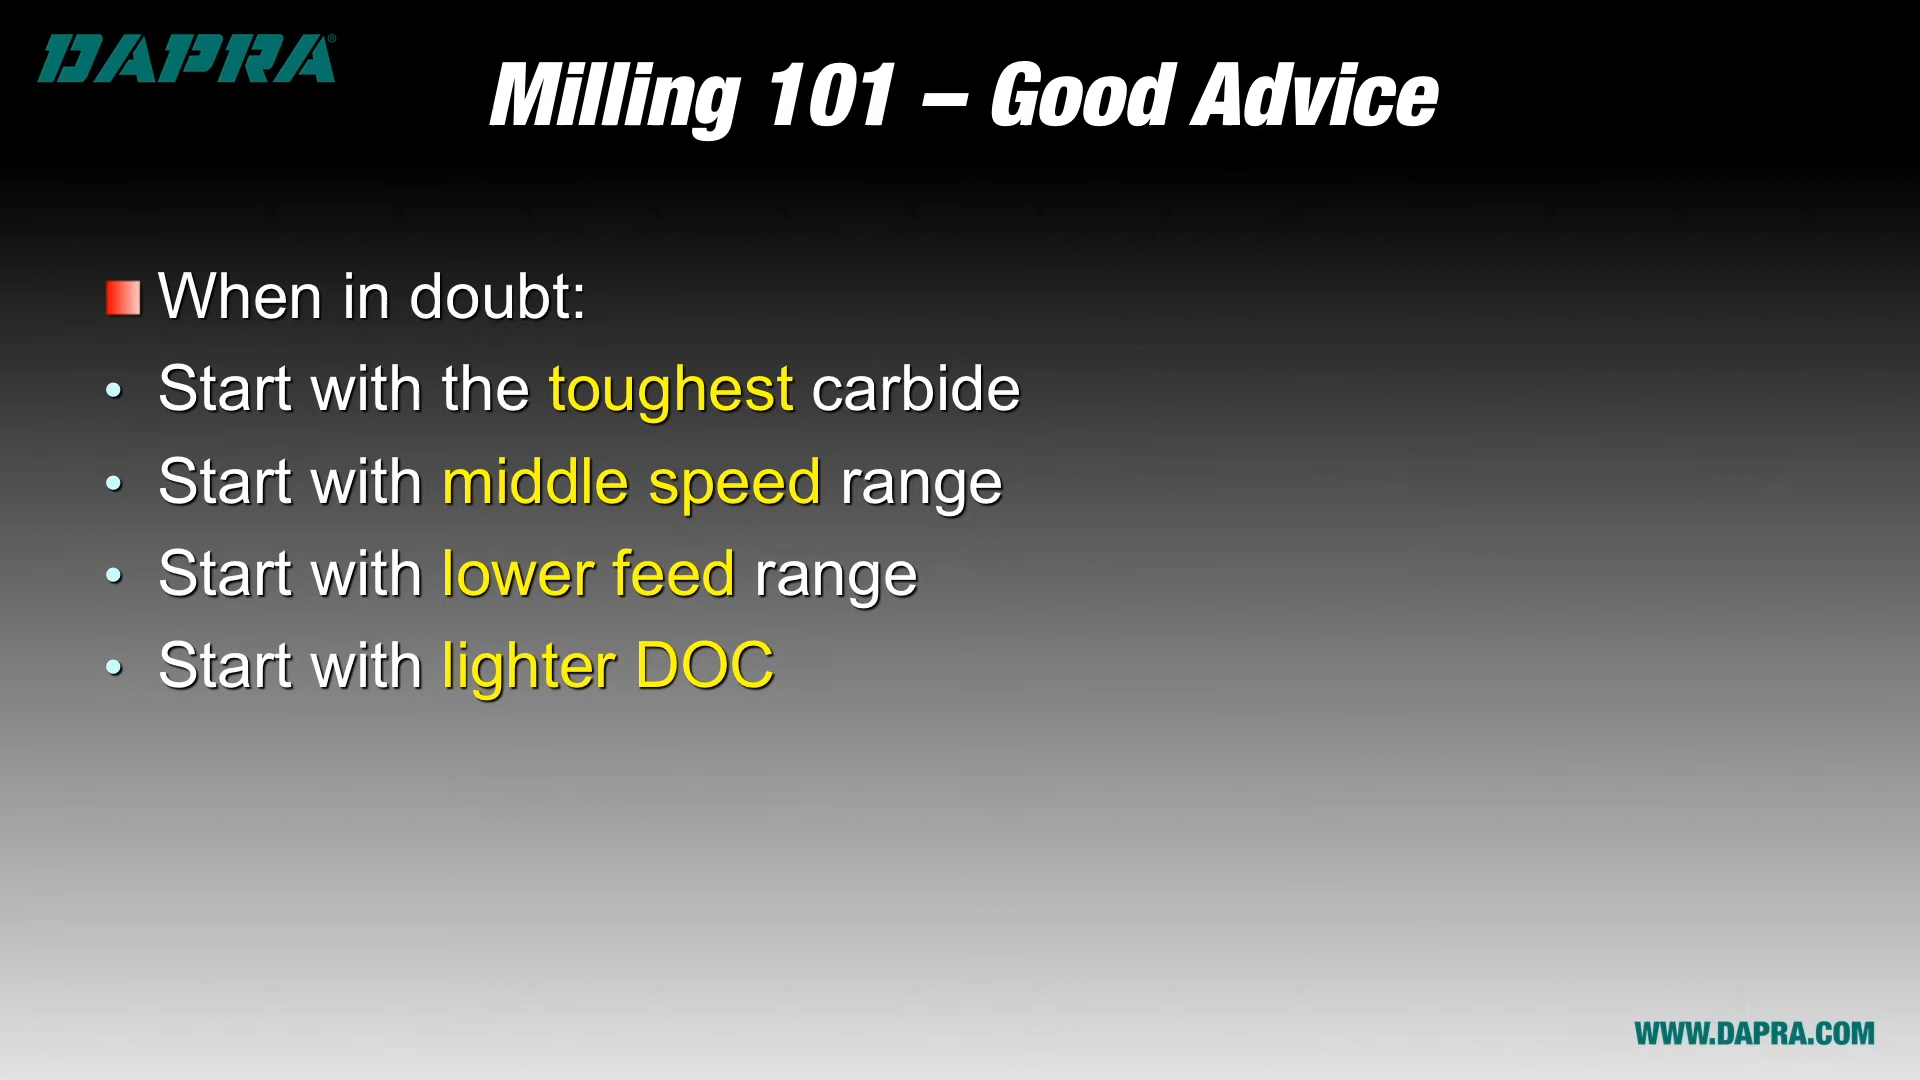 DAPRA®
Milling 101 – Good Advice
When in doubt:
• Start with the toughest carbide
• Start with middle speed range
• Start with lower feed range
• Start with lighter DOC
WWW.DAPRA.COM